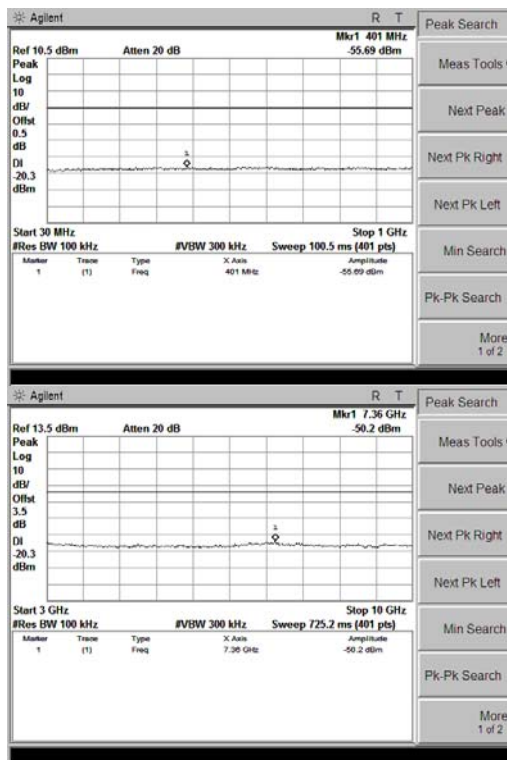 Agilent R T
Mkr1 401 MHz
Ref 10.5 dBm Atten 20 dB -55.69 dBm
Peak
Log
10
dB/
Offst
0.5
dB
DI
-20.3
dBm
1
Start 30 MHz Stop 1 GHz
#Res BW 100 kHz #VBW 300 kHz Sweep 100.5 ms (401 pts)
Marker Trace Type X Axis Amplitude
1 (1) Freq 401 MHz -55.69 dBm
Peak Search
Meas Tools
Next Peak
Next Pk Right
Next Pk Left
Min Search
Pk-Pk Search
More
1 of 2
Agilent R T
Mkr1 7.36 GHz
Ref 13.5 dBm Atten 20 dB -50.2 dBm
Peak
Log
10
dB/
Offst
3.5
dB
DI
-20.3
dBm
1
Start 3 GHz Stop 10 GHz
#Res BW 100 kHz #VBW 300 kHz Sweep 725.2 ms (401 pts)
Marker Trace Type X Axis Amplitude
1 (1) Freq 7.36 GHz -50.2 dBm
Peak Search
Meas Tools
Next Peak
Next Pk Right
Next Pk Left
Min Search
Pk-Pk Search
More
1 of 2